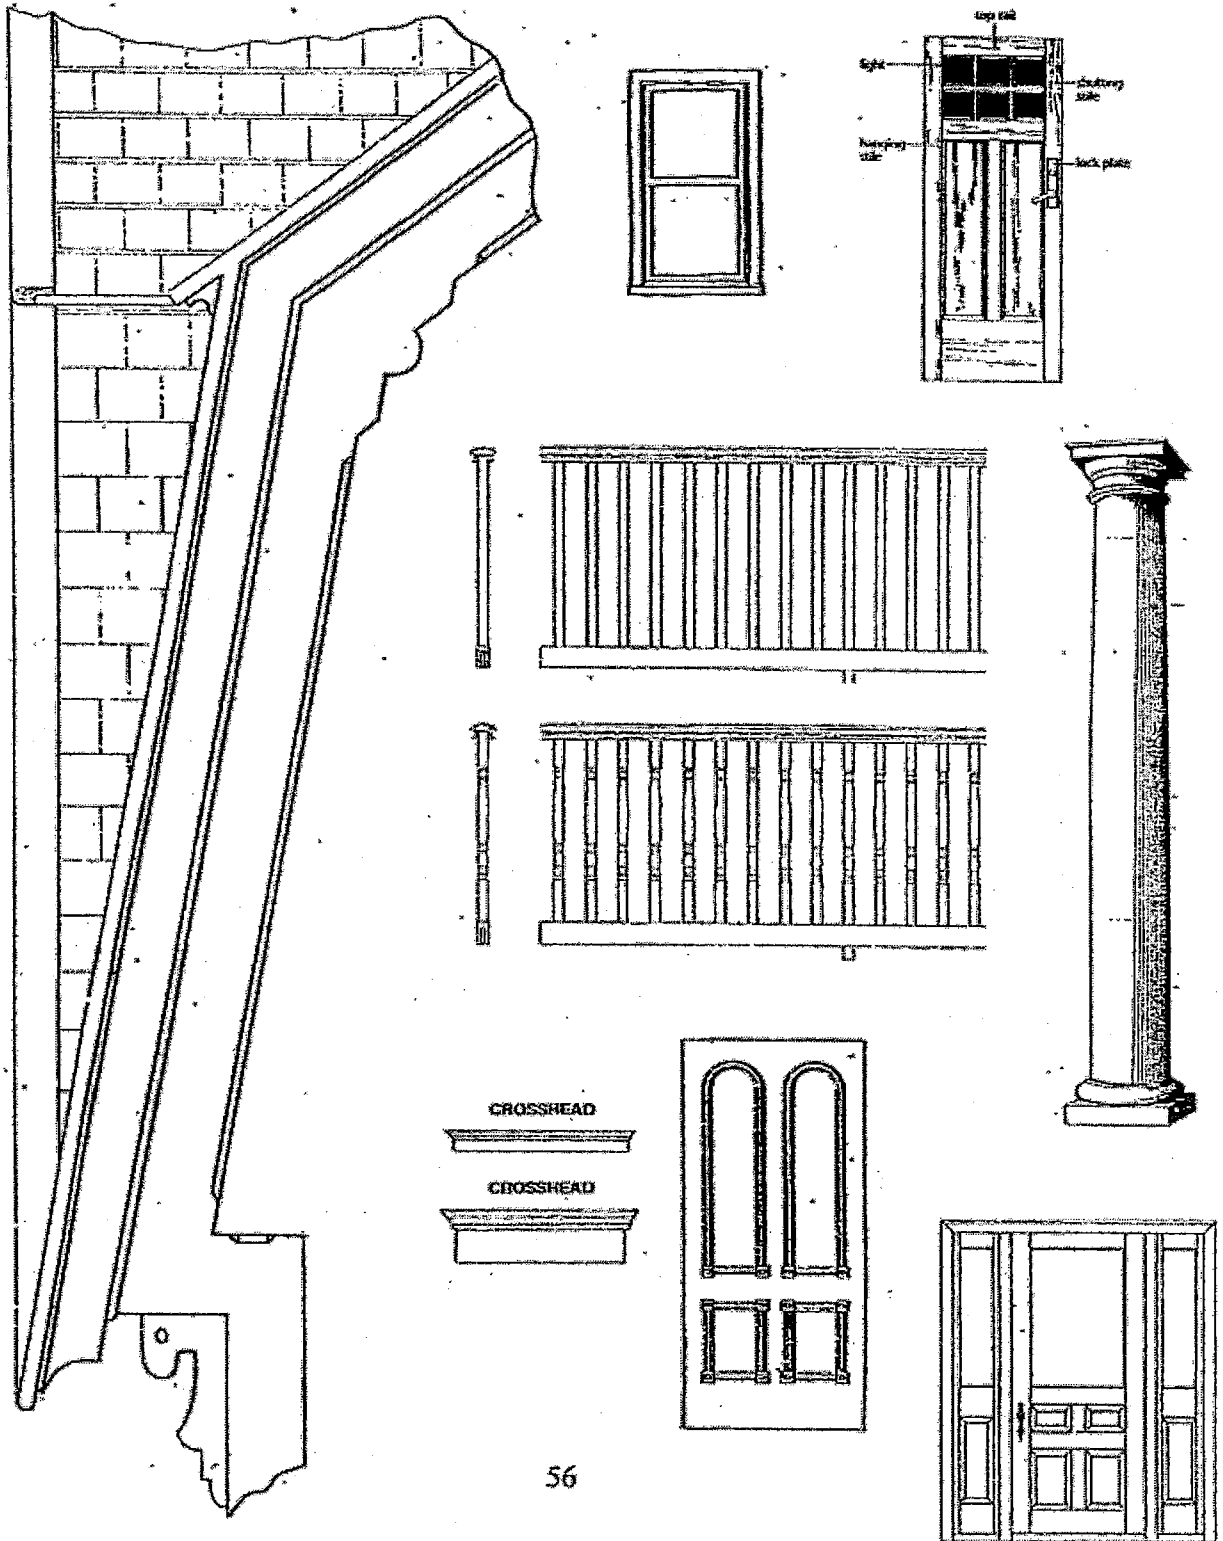 top rail
light
shutting
stile
hanging
stile
lock plate
CROSSHEAD
CROSSHEAD
56